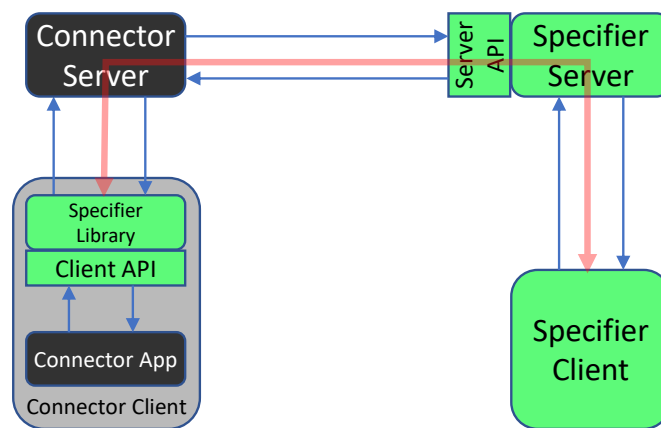 Connector
Server
Server
API
Specifier
Server
Specifier
Library
Client API
Connector App
Connector Client
Specifier
Client